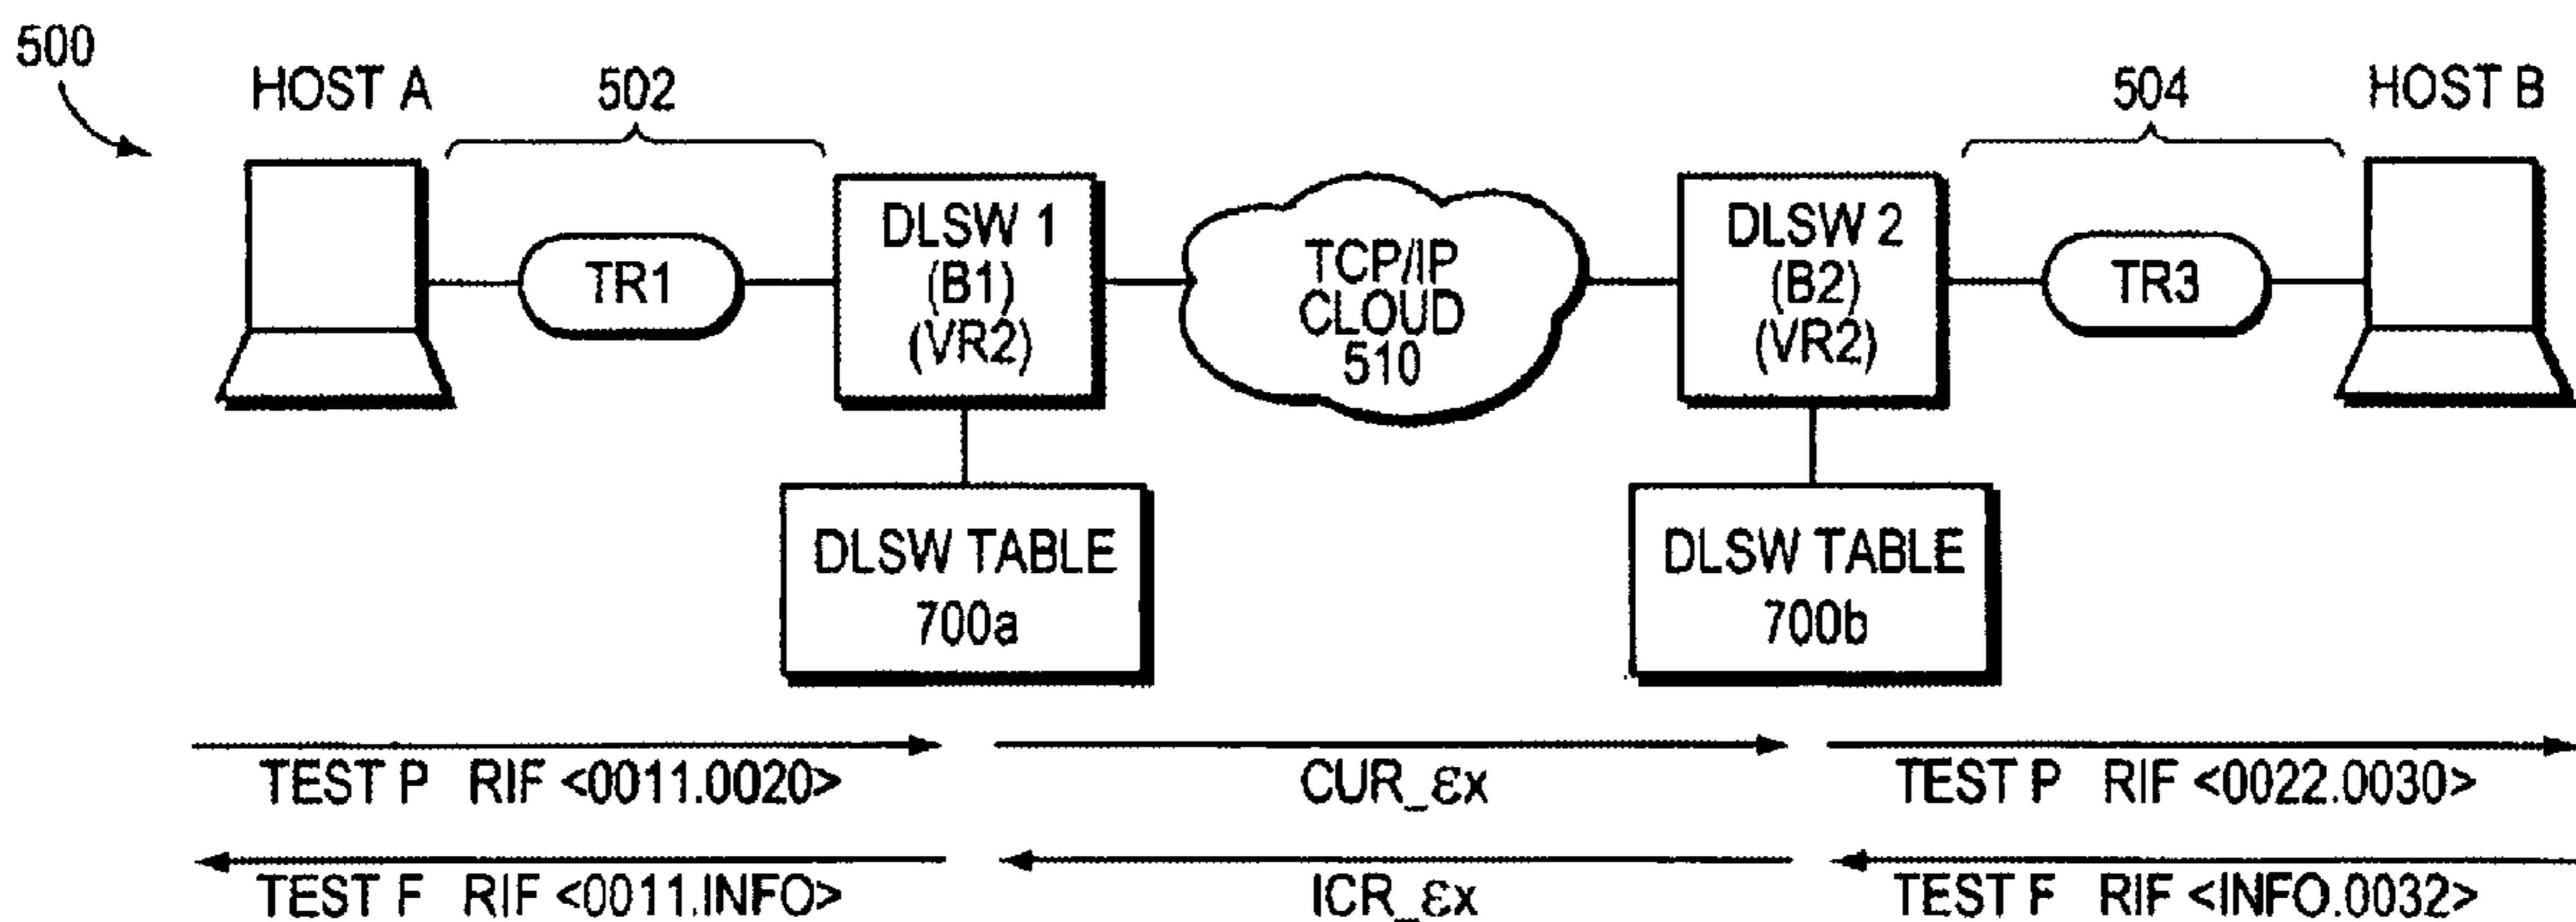 500
HOST A
502
504
HOST B
TR1
DLSW 1
(B1)
(VR2)
TCP/IP
CLOUD
510
DLSW 2
(B2)
(VR2)
TR3
DLSW TABLE
700a
DLSW TABLE
700b
TEST P RIF <0011.0020>
CUR_εx
TEST P RIF <0022.0030>
TEST F RIF <0011.INFO>
ICR_εx
TEST F RIF <INFO.0032>